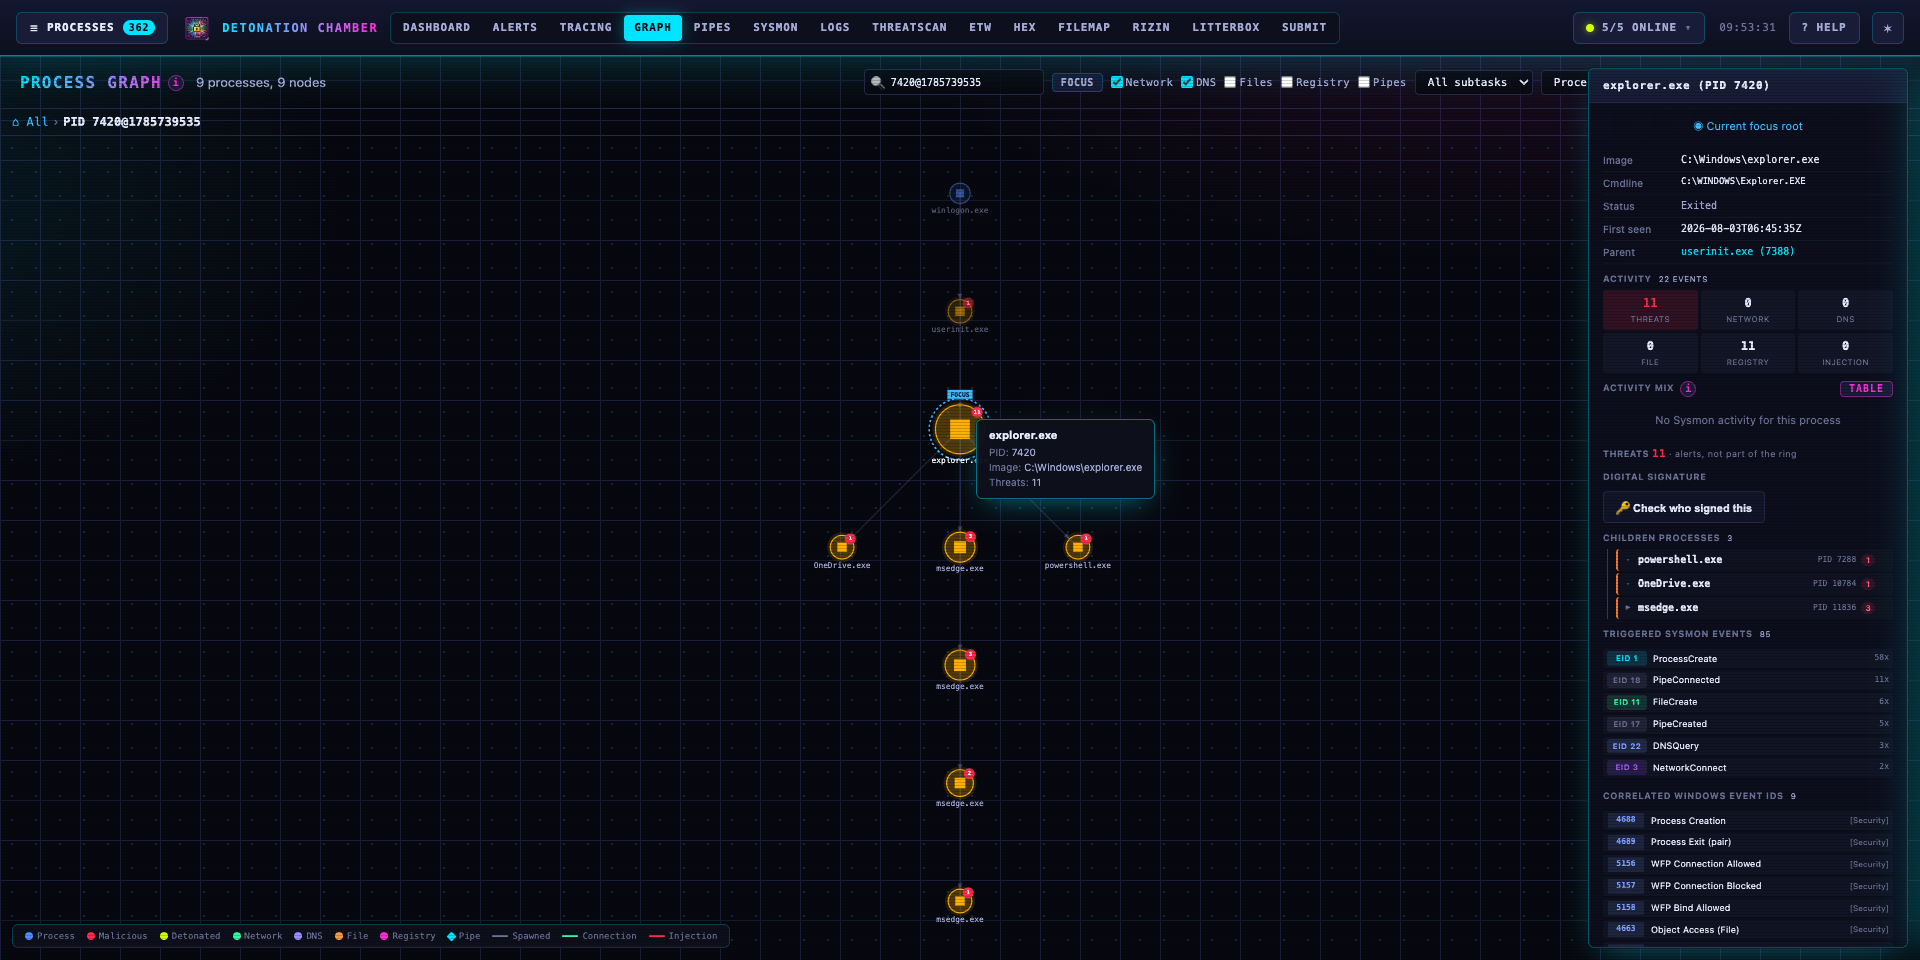 ≡ PROCESSES 362
DETONATION CHAMBER
DASHBOARD ALERTS TRACING GRAPH PIPES SYSMON LOGS THREATSCAN ETW HEX FILEMAP RIZIN LITTERBOX SUBMIT
5/5 ONLINE ▾
09:53:31
? HELP
PROCESS GRAPH i 9 processes, 9 nodes
7420@1785739535
FOCUS
Network DNS Files Registry Pipes
All subtasks
Proce
⌂ All › PID 7420@1785739535
winlogon.exe
1
userinit.exe
FOCUS
11
explorer.e
explorer.exe
PID: 7420
Image: C:\Windows\explorer.exe
Threats: 11
1
OneDrive.exe
3
msedge.exe
1
powershell.exe
3
msedge.exe
2
msedge.exe
1
msedge.exe
Process Malicious Detonated Network DNS File Registry Pipe Spawned Connection Injection
explorer.exe (PID 7420)
◉ Current focus root
Image C:\Windows\explorer.exe
Cmdline C:\WINDOWS\Explorer.EXE
Status Exited
First seen 2026-08-03T06:45:35Z
Parent userinit.exe (7388)
ACTIVITY 22 EVENTS
11 THREATS
0 NETWORK
0 DNS
0 FILE
11 REGISTRY
0 INJECTION
ACTIVITY MIX i TABLE
No Sysmon activity for this process
THREATS 11 · alerts, not part of the ring
DIGITAL SIGNATURE
Check who signed this
CHILDREN PROCESSES 3
· powershell.exe PID 7288 1
· OneDrive.exe PID 10784 1
▸ msedge.exe PID 11836 3
TRIGGERED SYSMON EVENTS 85
EID 1 ProcessCreate 58x
EID 18 PipeConnected 11x
EID 11 FileCreate 6x
EID 17 PipeCreated 5x
EID 22 DNSQuery 3x
EID 3 NetworkConnect 2x
CORRELATED WINDOWS EVENT IDS 9
4688 Process Creation [Security]
4689 Process Exit (pair) [Security]
5156 WFP Connection Allowed [Security]
5157 WFP Connection Blocked [Security]
5158 WFP Bind Allowed [Security]
4663 Object Access (File) [Security]